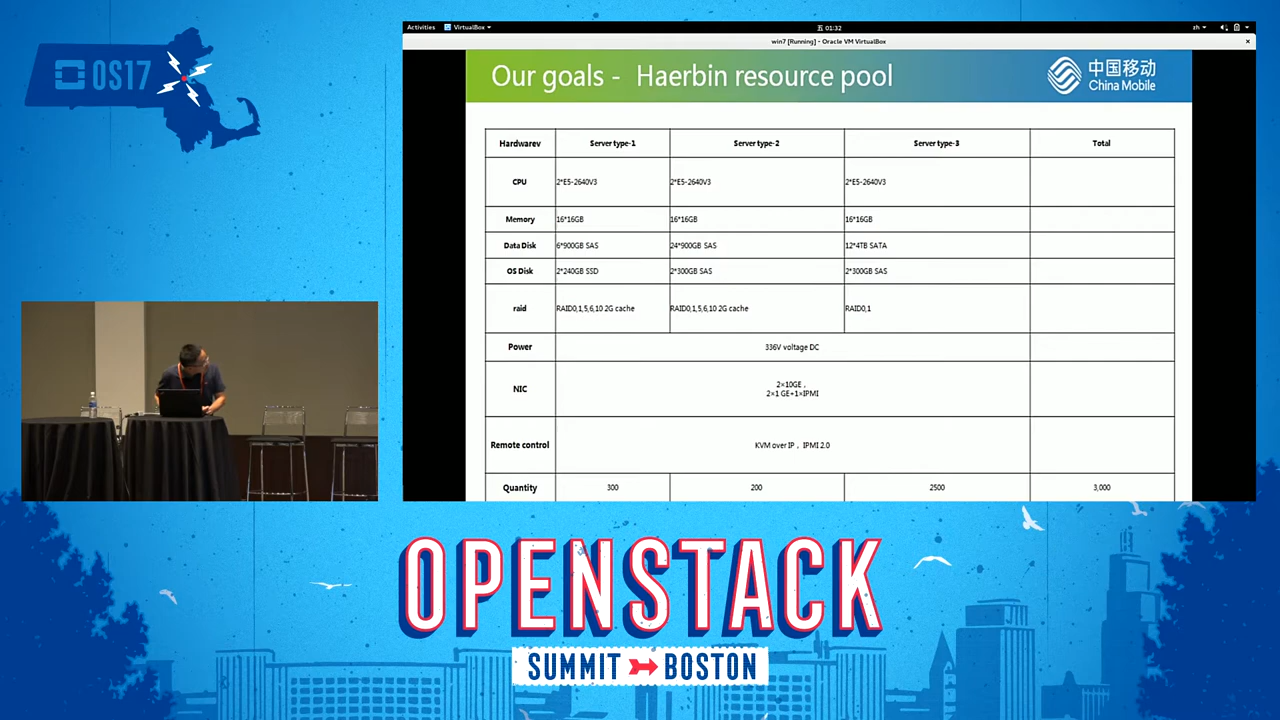 OS17
Activities VirtualBox 五 01:32 zh
win7 [Running] - Oracle VM VirtualBox ×
Our goals - Haerbin resource pool
中国移动
China Mobile
Hardwarev Server type-1 Server type-2 Server type-3 Total
CPU 2*E5-2640V3 2*E5-2640V3 2*E5-2640V3
Memory 16*16GB 16*16GB 16*16GB
Data Disk 6*900GB SAS 24*900GB SAS 12*4TB SATA
OS Disk 2*240GB SSD 2*300GB SAS 2*300GB SAS
raid RAID0,1,5,6,10 2G cache RAID0,1,5,6,10 2G cache RAID0,1
Power 336V voltage DC
NIC 2×10GE，
2×1 GE+1×IPMI
Remote control KVM over IP， IPMI 2.0
Quantity 300 200 2500 3,000
OPENSTACK
SUMMIT BOSTON